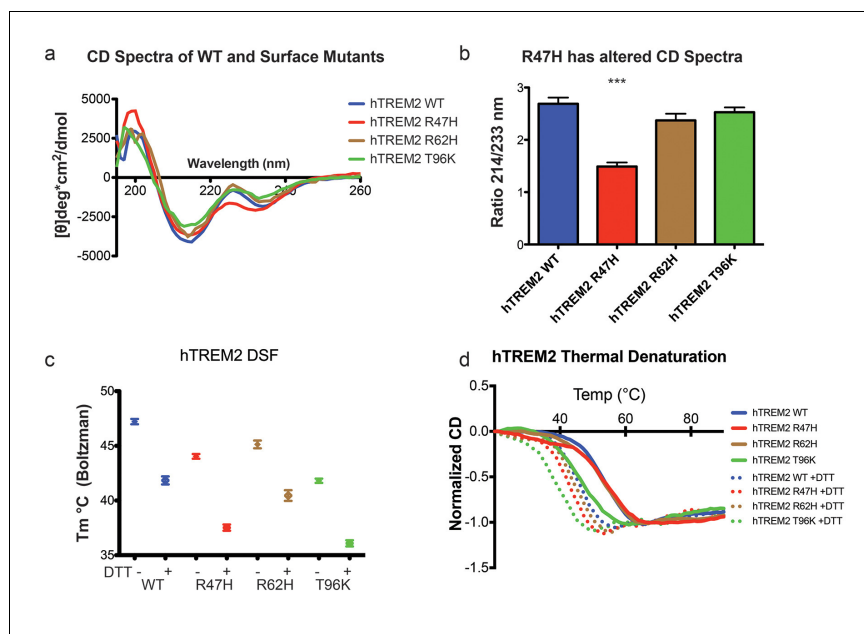 a
CD Spectra of WT and Surface Mutants
5000
2500
0
-2500
-5000
[θ]deg*cm2/dmol
Wavelength (nm)
200
220
240
260
hTREM2 WT
hTREM2 R47H
hTREM2 R62H
hTREM2 T96K
b
R47H has altered CD Spectra
***
3
2
1
0
Ratio 214/233 nm
hTREM2 WT
hTREM2 R47H
hTREM2 R62H
hTREM2 T96K
c
hTREM2 DSF
50
45
40
35
Tm °C (Boltzman)
DTT - + - + - + - +
WT R47H R62H T96K
d
hTREM2 Thermal Denaturation
Temp (°C)
0.5
0.0
-0.5
-1.0
-1.5
Normalized CD
40 60 80
hTREM2 WT
hTREM2 R47H
hTREM2 R62H
hTREM2 T96K
hTREM2 WT +DTT
hTREM2 R47H +DTT
hTREM2 R62H +DTT
hTREM2 T96K +DTT